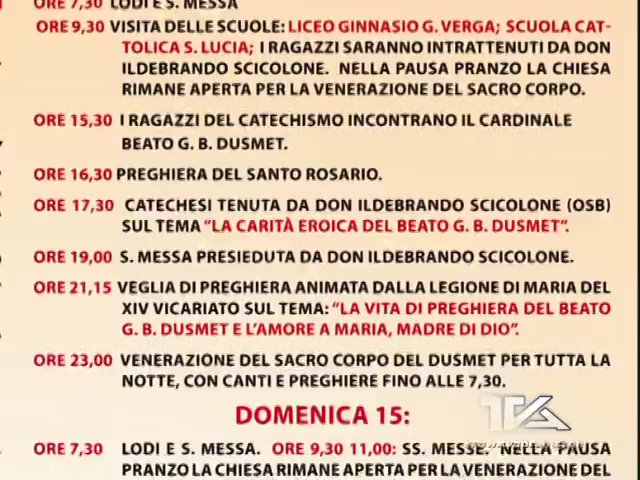 ORE 7,30 LODI E S. MESSA
ORE 9,30 VISITA DELLE SCUOLE: LICEO GINNASIO G. VERGA; SCUOLA CAT-
TOLICA S. LUCIA; I RAGAZZI SARANNO INTRATTENUTI DA DON
ILDEBRANDO SCICOLONE. NELLA PAUSA PRANZO LA CHIESA
RIMANE APERTA PER LA VENERAZIONE DEL SACRO CORPO.
ORE 15,30 I RAGAZZI DEL CATECHISMO INCONTRANO IL CARDINALE
BEATO G. B. DUSMET.
ORE 16,30 PREGHIERA DEL SANTO ROSARIO.
ORE 17,30 CATECHESI TENUTA DA DON ILDEBRANDO SCICOLONE (OSB)
SUL TEMA “LA CARITÀ EROICA DEL BEATO G. B. DUSMET”.
ORE 19,00 S. MESSA PRESIEDUTA DA DON ILDEBRANDO SCICOLONE.
ORE 21,15 VEGLIA DI PREGHIERA ANIMATA DALLA LEGIONE DI MARIA DEL
XIV VICARIATO SUL TEMA: “LA VITA DI PREGHIERA DEL BEATO
G. B. DUSMET E L’AMORE A MARIA, MADRE DI DIO”.
ORE 23,00 VENERAZIONE DEL SACRO CORPO DEL DUSMET PER TUTTA LA
NOTTE, CON CANTI E PREGHIERE FINO ALLE 7,30.
DOMENICA 15:
ORE 7,30 LODI E S. MESSA. ORE 9,30 11,00: SS. MESSE. NELLA PAUSA
PRANZO LA CHIESA RIMANE APERTA PER LA VENERAZIONE DEL